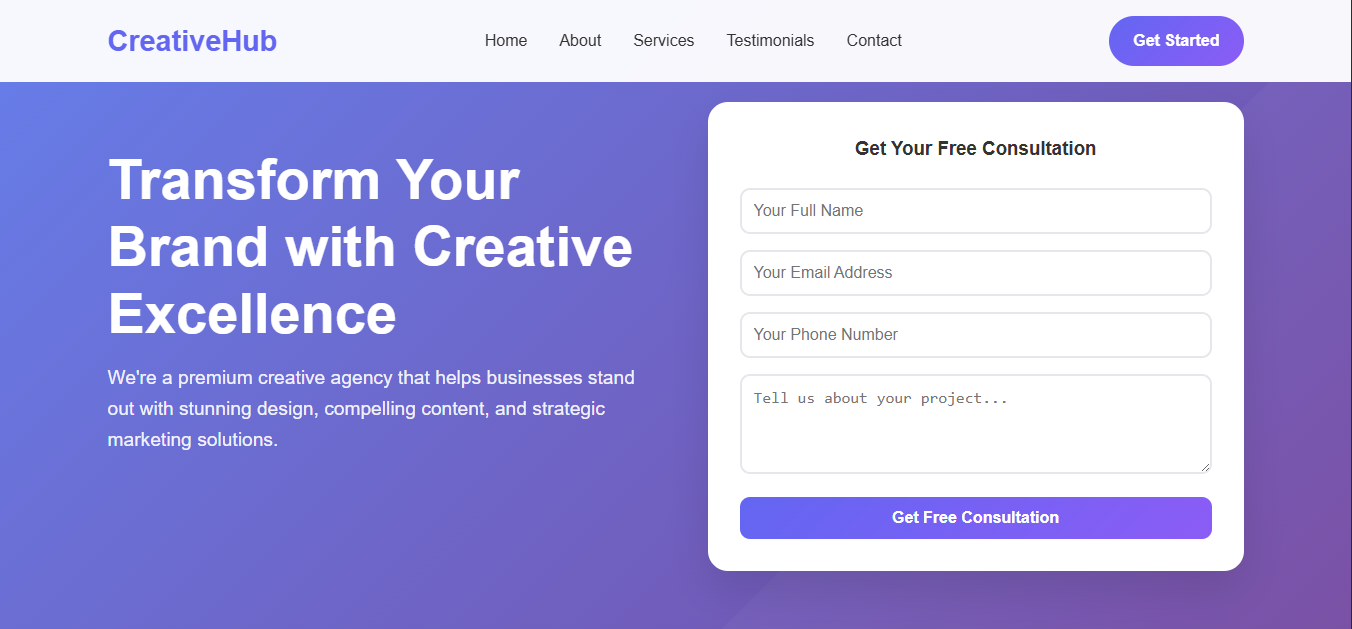 CreativeHub
Home
About
Services
Testimonials
Contact
Get Started
Transform Your
Brand with Creative
Excellence
We're a premium creative agency that helps businesses stand
out with stunning design, compelling content, and strategic
marketing solutions.
Get Your Free Consultation
Your Full Name
Your Email Address
Your Phone Number
Tell us about your project...
Get Free Consultation